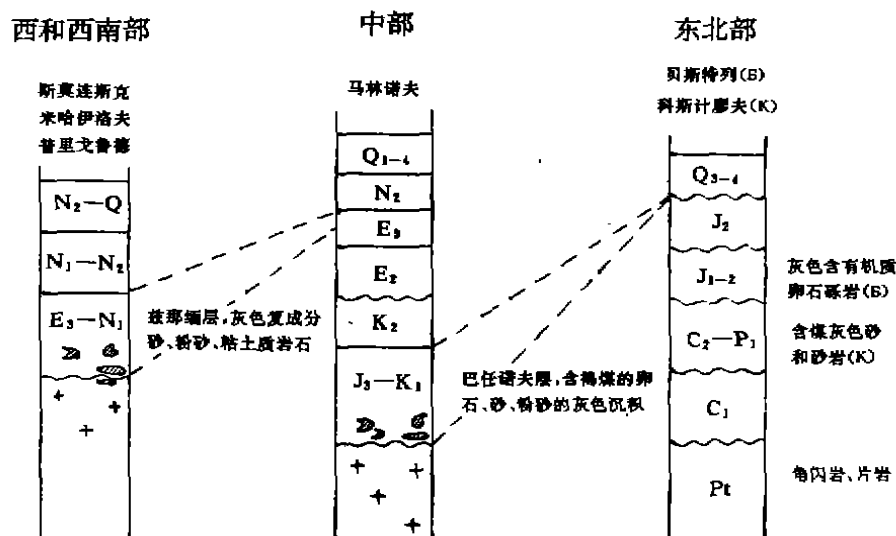 西和西南部
斯莫连斯克
米哈伊洛夫
普里戈鲁德
N₂—Q
N₁—N₂
E₃—N₁
兹那缅层，灰色复成分
砂、粉砂、粘土质岩石
中部
马林诺夫
Q₁₋₄
N₂
E₃
E₂
K₂
J₃—K₁
巴任诺夫层，含褐煤的卵
石、砂、粉砂的灰色沉积
东北部
贝斯特列(Б)
科斯计廖夫(K)
Q₃₋₄
J₂
J₁₋₂
灰色含有机质
卵石砾岩(Б)
C₂—P₁
含煤灰色砂
和砂岩(K)
C₁
Pt
角闪岩、片岩